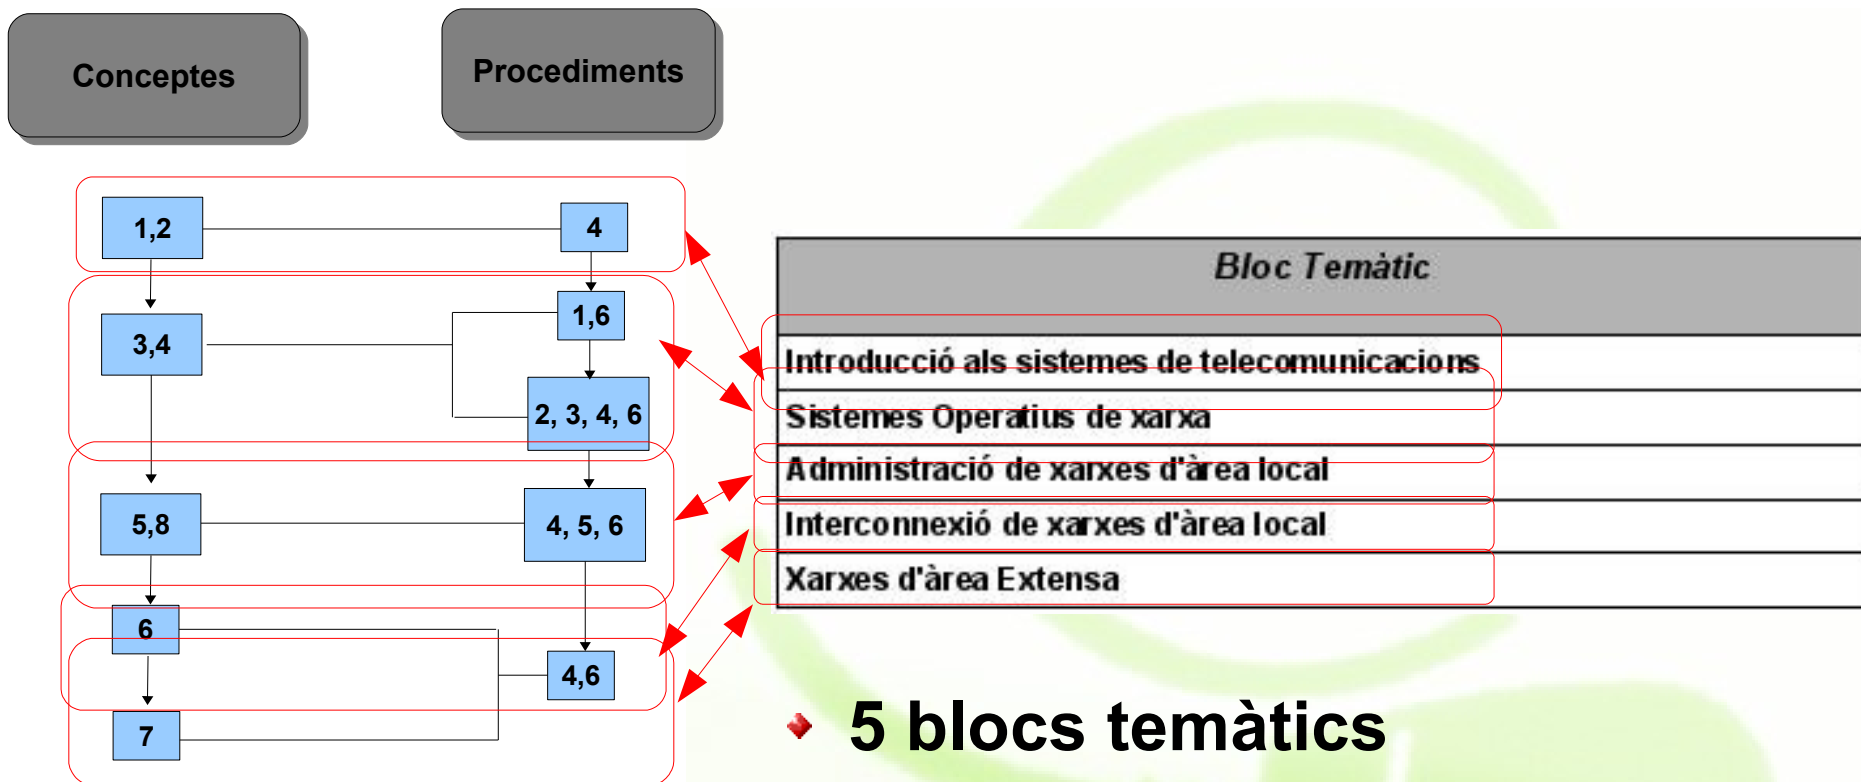 Conceptes
Procediments
1,2
4
1,6
3,4
2, 3, 4, 6
5,8
4, 5, 6
6
4,6
7
Bloc Temàtic
Introducció als sistemes de telecomunicacions
Sistemes Operatius de xarxa
Administració de xarxes d'àrea local
Interconnexió de xarxes d'àrea local
Xarxes d'àrea Extensa
5 blocs temàtics